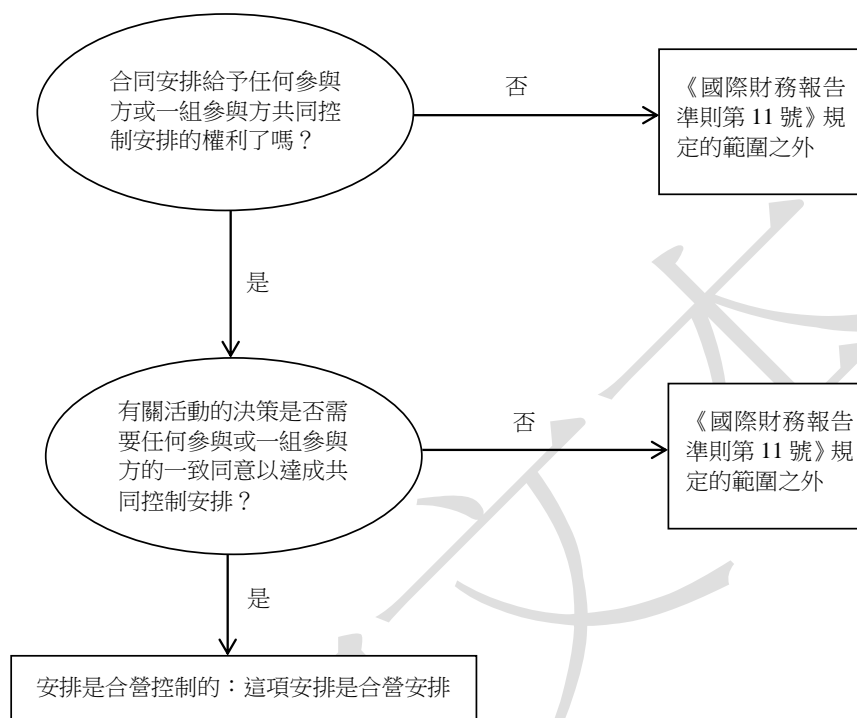 合同安排給予任何參與
方或一組參與方共同控
制安排的權利了嗎？
否
《國際財務報告
準則第 11 號》規
定的範圍之外
是
有關活動的決策是否需
要任何參與或一組參與
方的一致同意以達成共
同控制安排？
否
《國際財務報告
準則第 11 號》規
定的範圍之外
是
安排是合營控制的：這項安排是合營安排